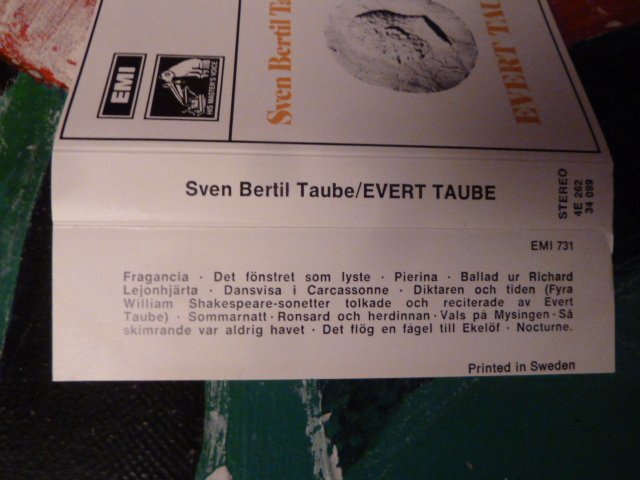 EMI
HIS MASTER'S VOICE
Sven Bertil Ta
EVERT TAU
Sven Bertil Taube/EVERT TAUBE
STEREO
4E 262
34 099
EMI 731
Fragancia · Det fönstret som lyste · Pierina · Ballad ur Richard
Lejonhjärta · Dansvisa i Carcassonne · Diktaren och tiden (Fyra
William Shakespeare-sonetter tolkade och reciterade av Evert
Taube) · Sommarnatt · Ronsard och herdinnan · Vals på Mysingen · Så
skimrande var aldrig havet · Det flög en fågel till Ekelöf · Nocturne.
Printed in Sweden